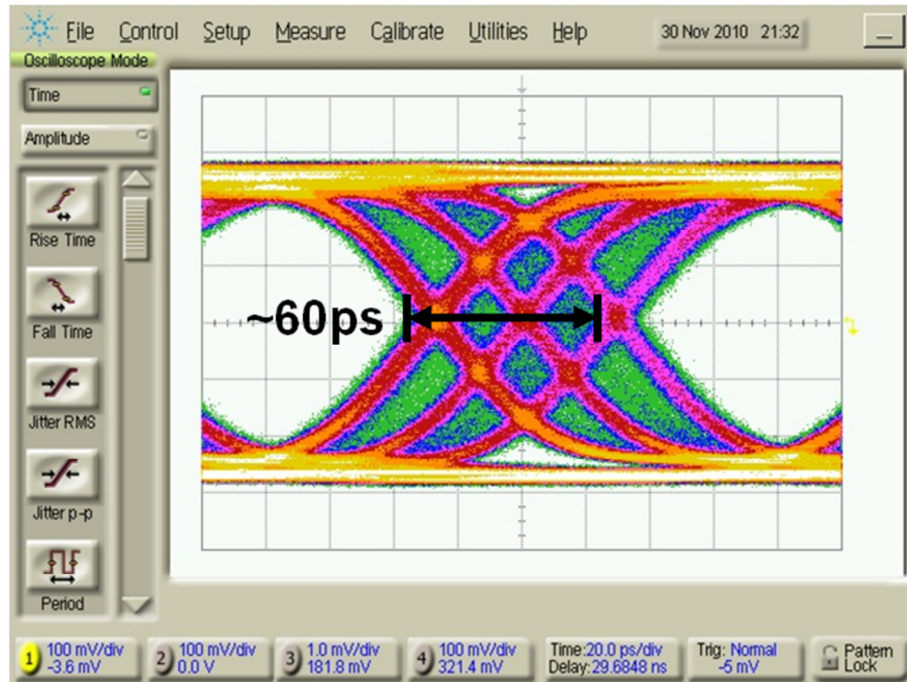 File Control Setup Measure Calibrate Utilities Help 30 Nov 2010 21:32
Oscilloscope Mode
Time
Amplitude
Rise Time
Fall Time
Jitter RMS
Jitter p-p
Period
~60ps
1 100 mV/div
-3.6 mV
2 100 mV/div
0.0 V
3 1.0 mV/div
181.8 mV
4 100 mV/div
321.4 mV
Time:20.0 ps/div
Delay:29.6848 ns
Trig: Normal
-5 mV
Pattern
Lock